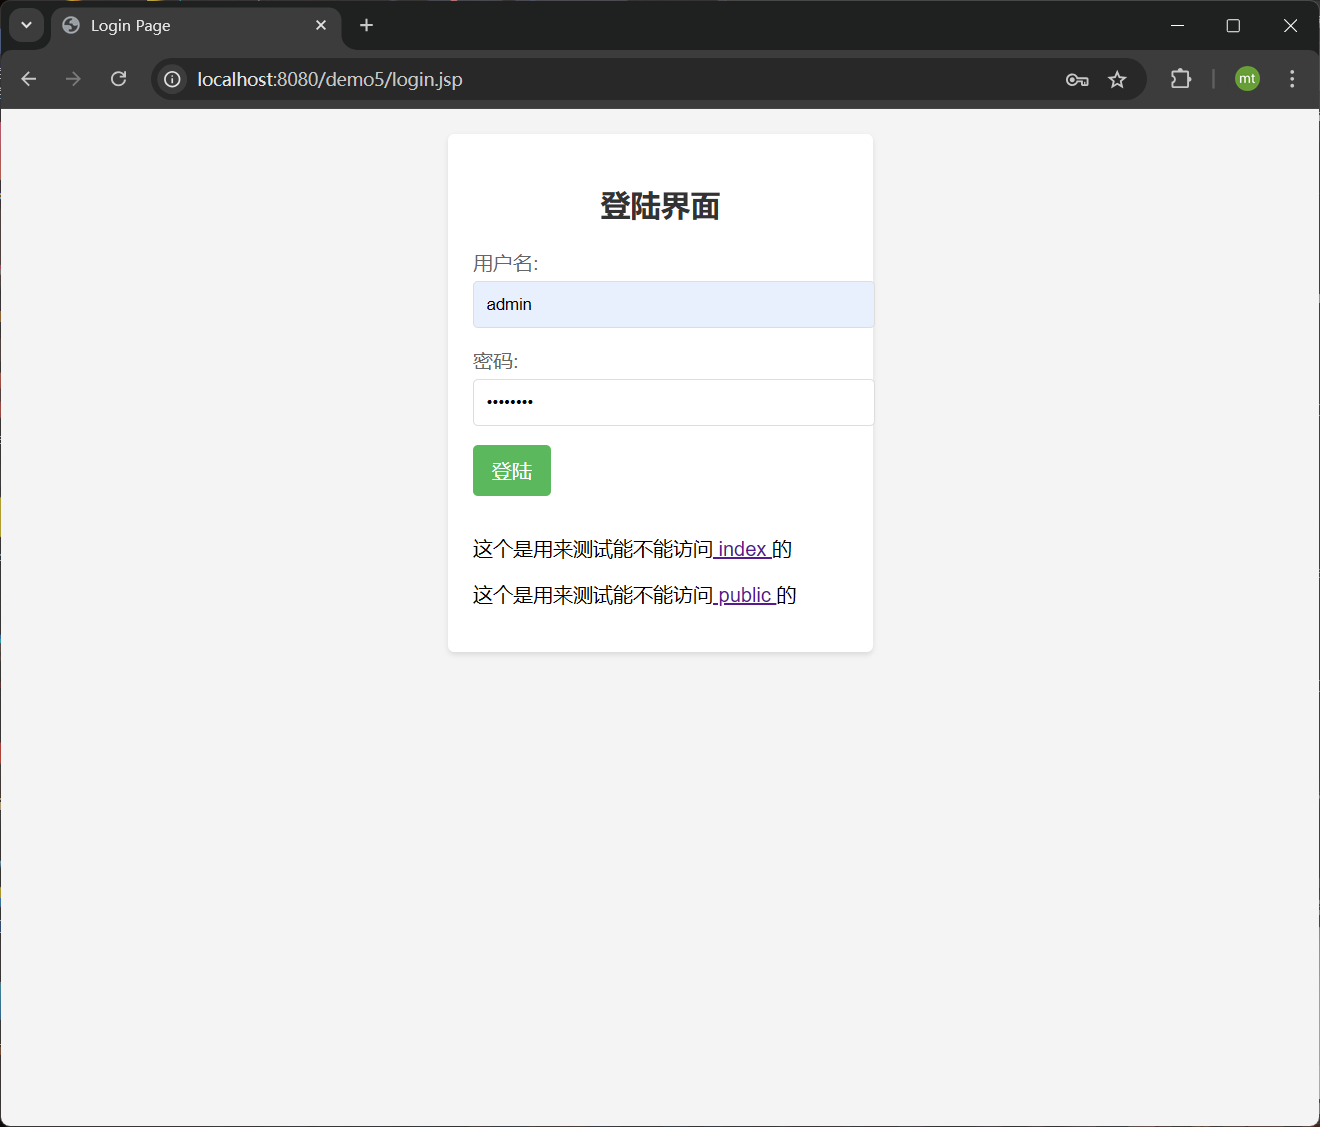 Login Page
localhost:8080/demo5/login.jsp
mt
登陆界面
用户名:
admin
密码:
••••••••
登陆
这个是用来测试能不能访问 index 的
这个是用来测试能不能访问 public 的